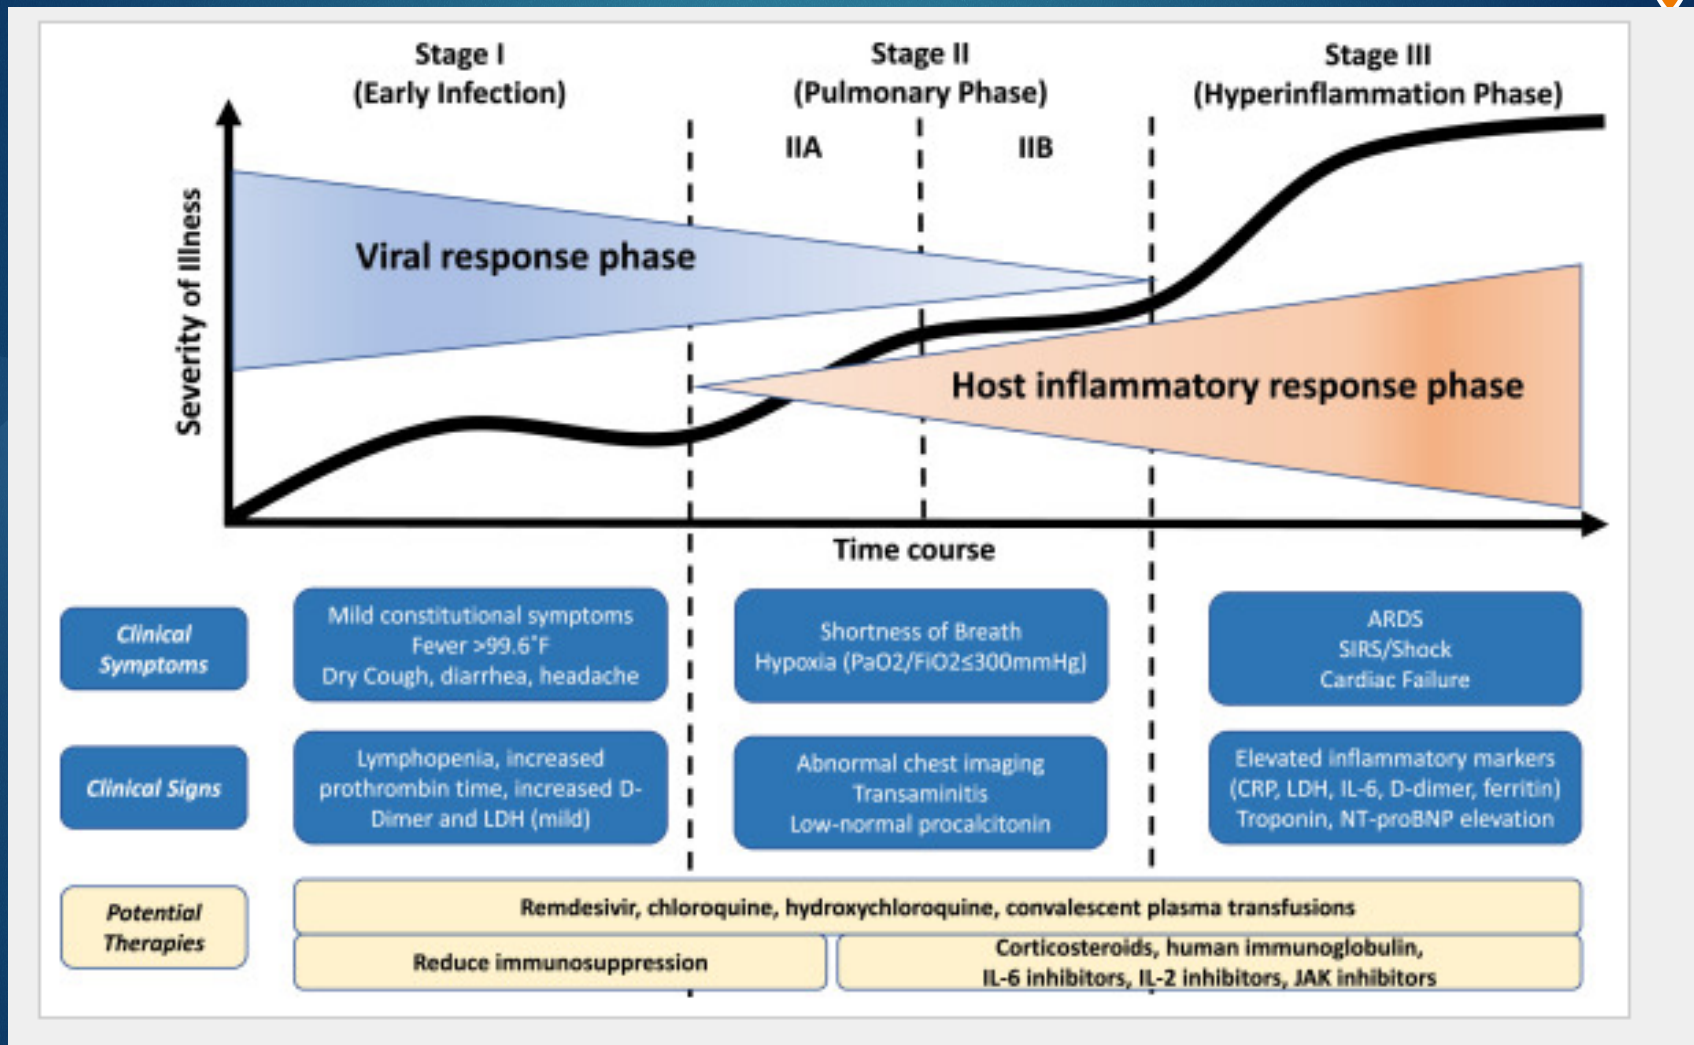 Stage I
(Early Infection)
Stage II
(Pulmonary Phase)
Stage III
(Hyperinflammation Phase)
IIA
IIB
Severity of Illness
Viral response phase
Host inflammatory response phase
Time course
Clinical
Symptoms
Mild constitutional symptoms
Fever >99.6°F
Dry Cough, diarrhea, headache
Shortness of Breath
Hypoxia (PaO2/FiO2≤300mmHg)
ARDS
SIRS/Shock
Cardiac Failure
Clinical Signs
Lymphopenia, increased
prothrombin time, increased D-
Dimer and LDH (mild)
Abnormal chest imaging
Transaminitis
Low-normal procalcitonin
Elevated inflammatory markers
(CRP, LDH, IL-6, D-dimer, ferritin)
Troponin, NT-proBNP elevation
Potential
Therapies
Remdesivir, chloroquine, hydroxychloroquine, convalescent plasma transfusions
Reduce immunosuppression
Corticosteroids, human immunoglobulin,
IL-6 inhibitors, IL-2 inhibitors, JAK inhibitors